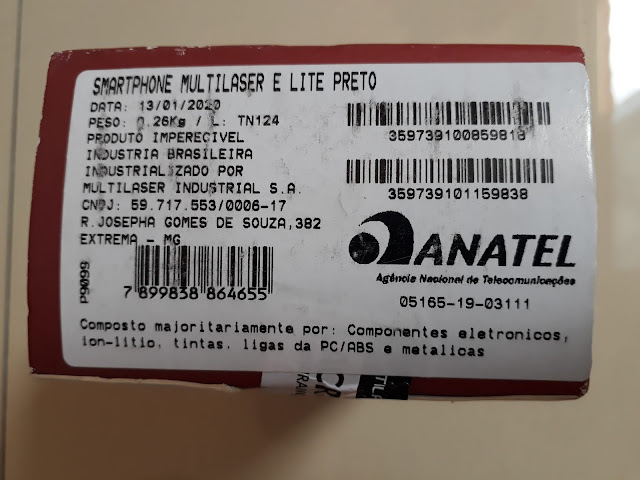 SMARTPHONE MULTILASER E LITE PRETO
DATA: 13/01/2020
PESO: 0.26Kg / L: TN124
PRODUTO IMPERECIVEL
INDUSTRIA BRASILEIRA
INDUSTRIALIZADO POR
MULTILASER INDUSTRIAL S.A.
CNPJ: 59.717.553/0006-17
R.JOSEPHA GOMES DE SOUZA,382
EXTREMA - MG
P9099
7 899838 864655
359739100859818
359739101159838
ANATEL
Agência Nacional de Telecomunicações
05165-19-03111
Composto majoritariamente por: Componentes eletronicos,
ion-litio, tintas, ligas da PC/ABS e metalicas